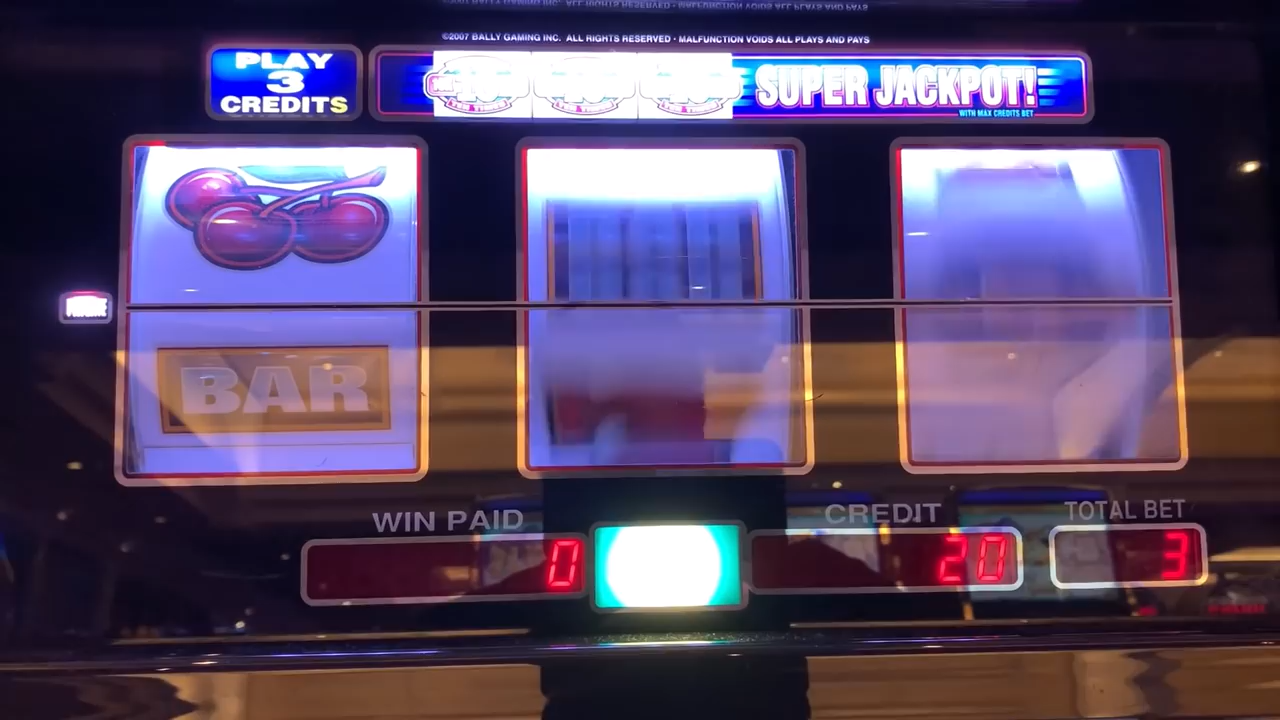 ©2007 BALLY GAMING INC. ALL RIGHTS RESERVED · MALFUNCTION VOIDS ALL PLAYS AND PAYS
PLAY
3
CREDITS
SUPER JACKPOT!
WITH MAX CREDITS BET
BAR
WIN PAID
CREDIT
TOTAL BET
0
20
3